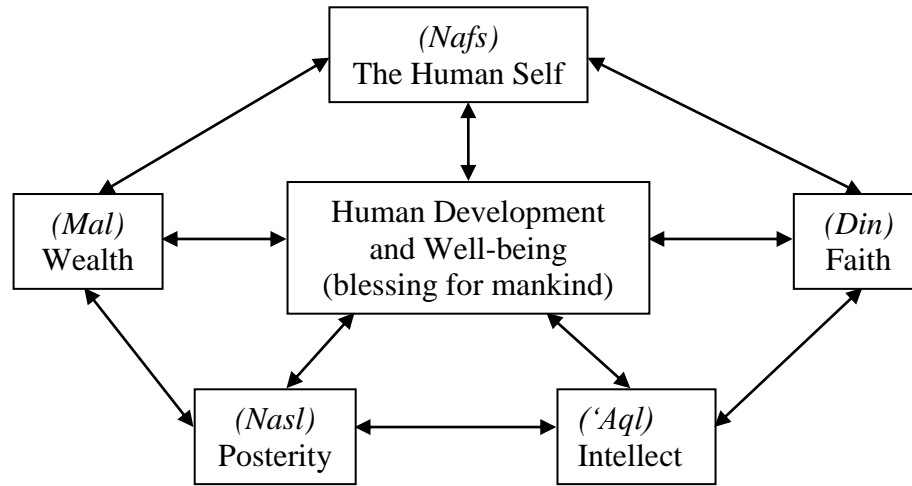 (Nafs)
The Human Self
Human Development
and Well-being
(blessing for mankind)
(Mal)
Wealth
(Din)
Faith
(Nasl)
Posterity
(‘Aql)
Intellect